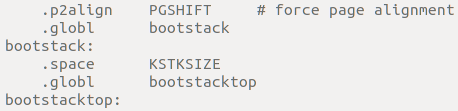 .p2align PGSHIFT # force page alignment
.globl bootstack
bootstack:
.space KSTKSIZE
.globl bootstacktop
bootstacktop: